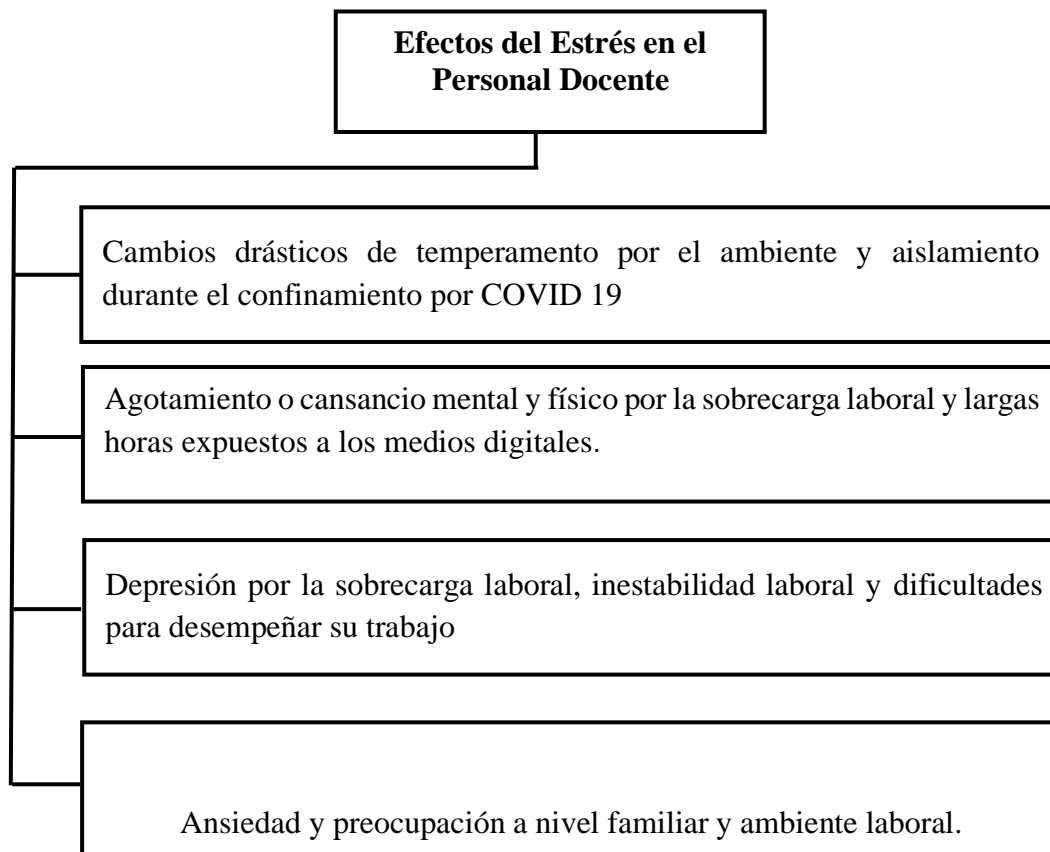 Efectos del Estrés en el
Personal Docente
Cambios drásticos de temperamento por el ambiente y aislamiento
durante el confinamiento por COVID 19
Agotamiento o cansancio mental y físico por la sobrecarga laboral y largas
horas expuestos a los medios digitales.
Depresión por la sobrecarga laboral, inestabilidad laboral y dificultades
para desempeñar su trabajo
Ansiedad y preocupación a nivel familiar y ambiente laboral.